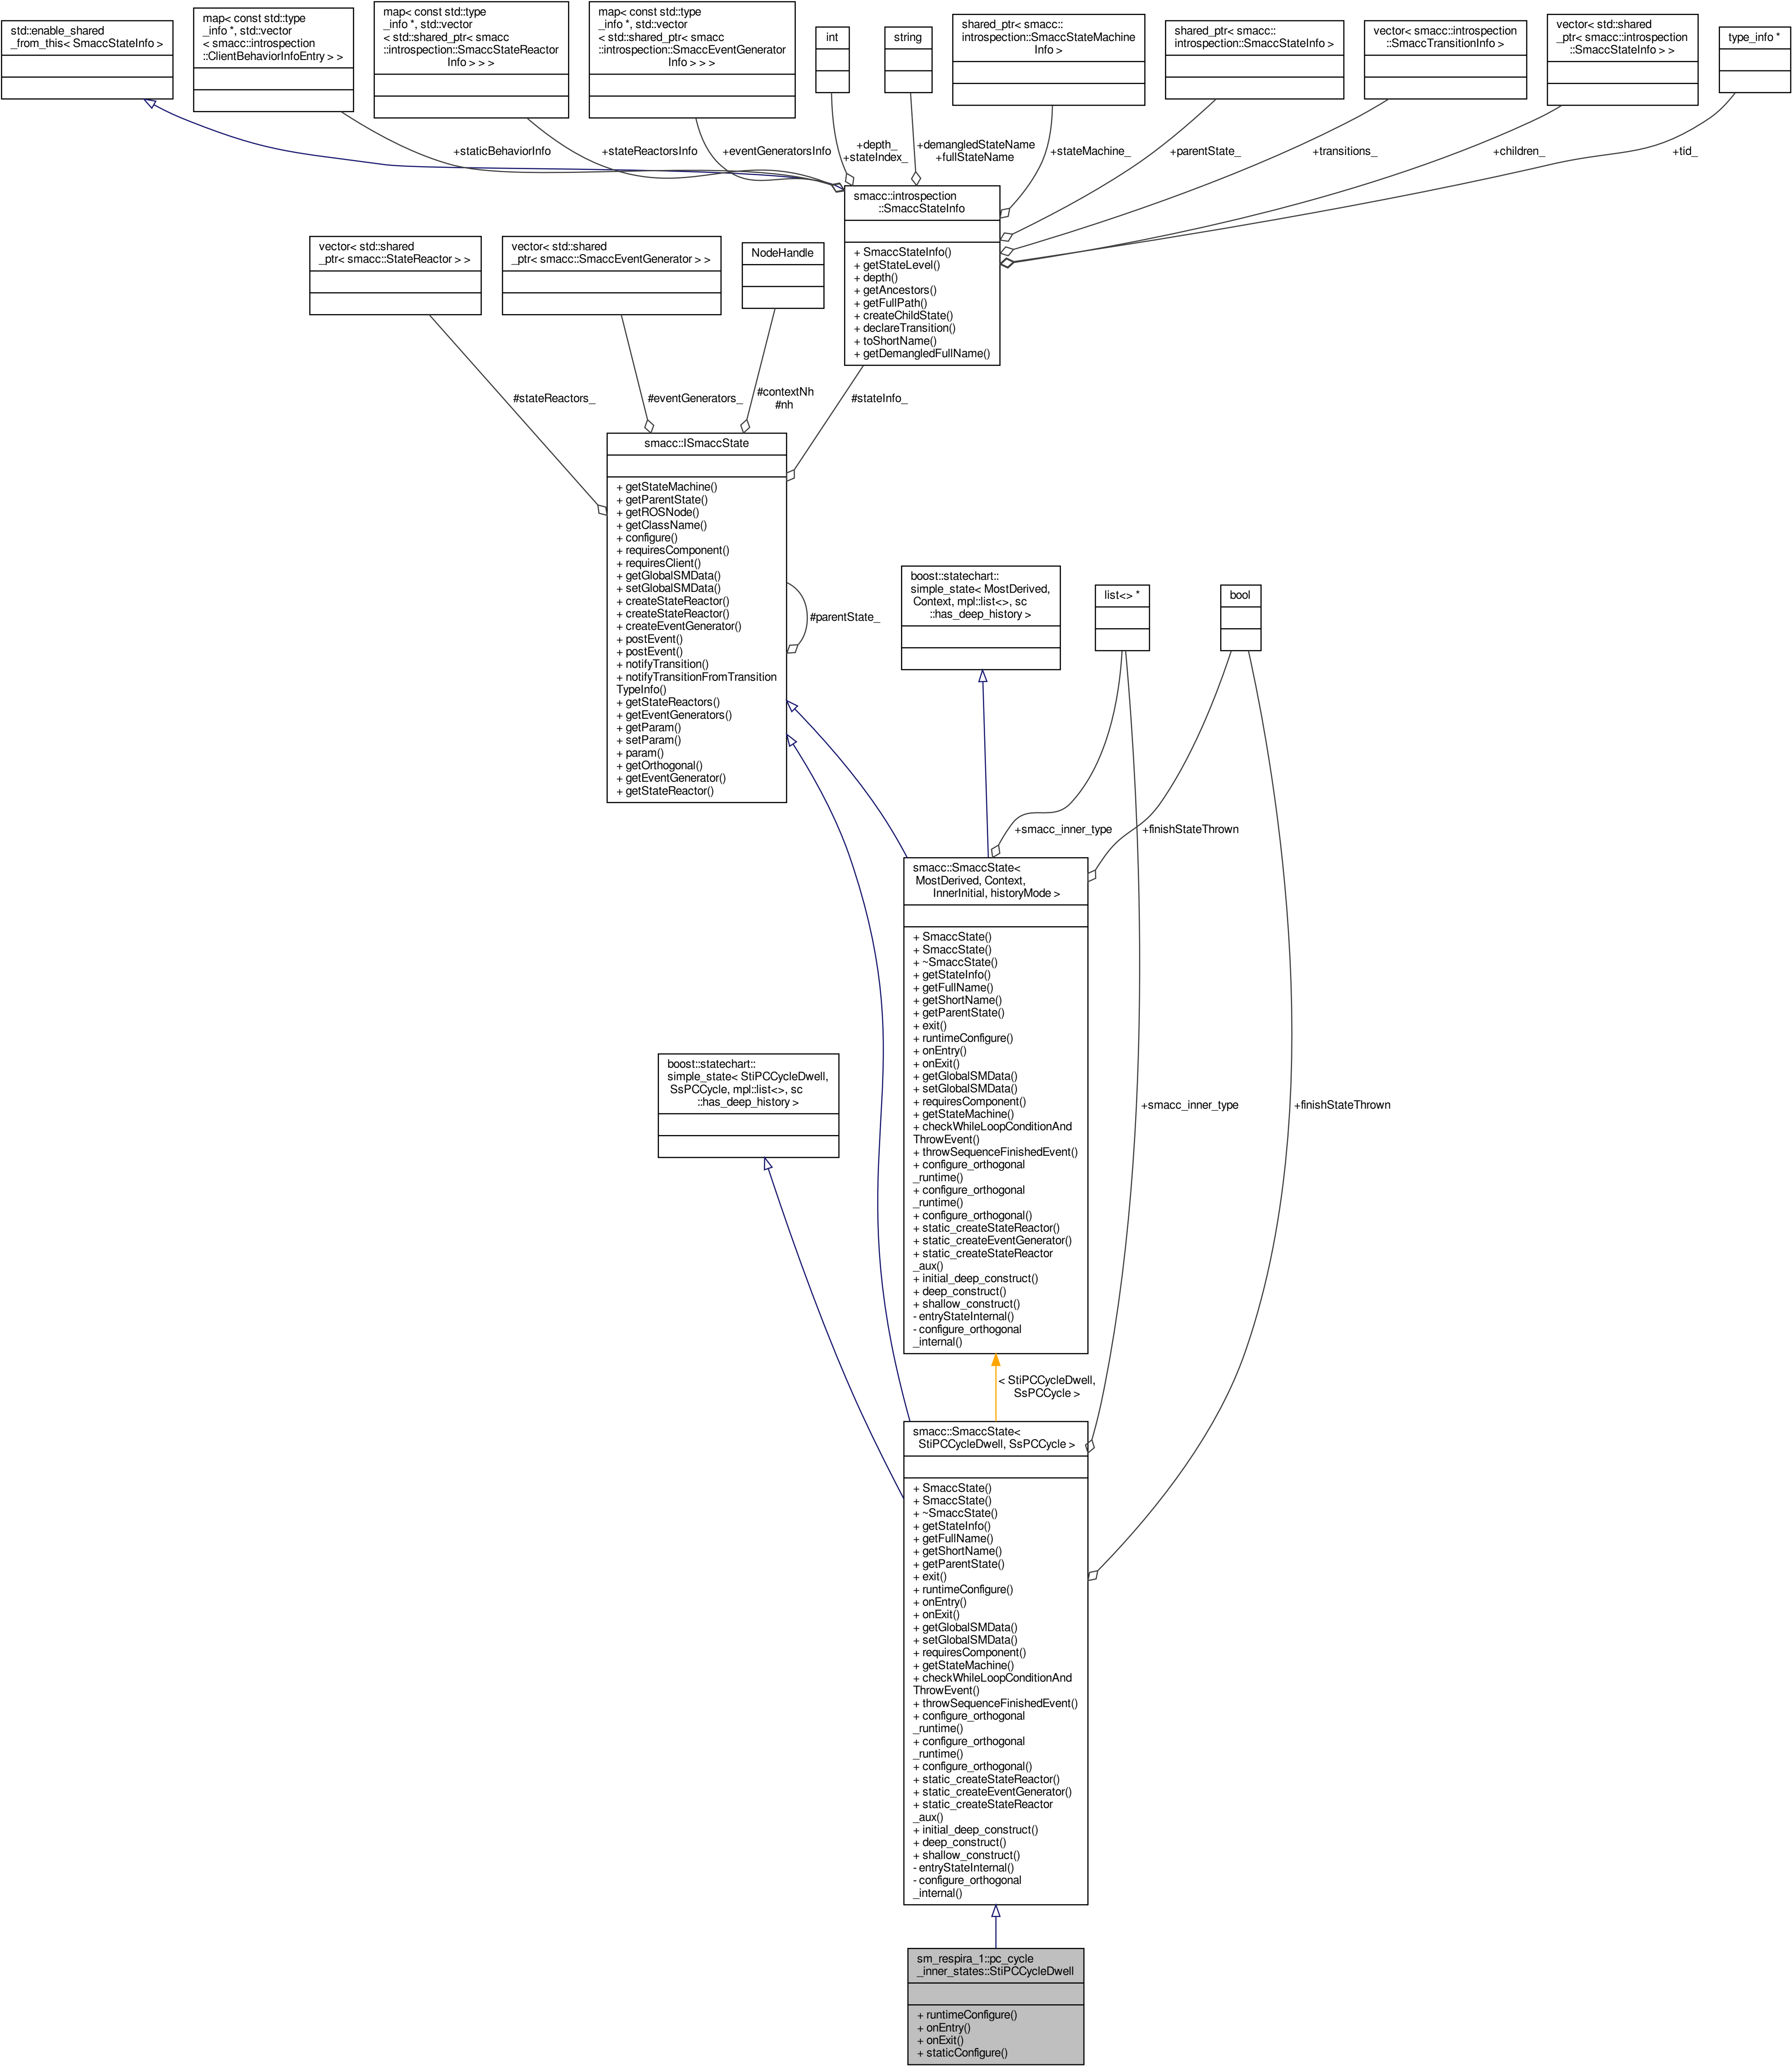 std::enable_shared
_from_this< SmaccStateInfo >
map< const std::type
_info *, std::vector
< smacc::introspection
::ClientBehaviorInfoEntry > >
map< const std::type
_info *, std::vector
< std::shared_ptr< smacc
::introspection::SmaccStateReactor
Info > > >
map< const std::type
_info *, std::vector
< std::shared_ptr< smacc
::introspection::SmaccEventGenerator
Info > > >
int
string
shared_ptr< smacc::
introspection::SmaccStateMachine
Info >
shared_ptr< smacc::
introspection::SmaccStateInfo >
vector< smacc::introspection
::SmaccTransitionInfo >
vector< std::shared
_ptr< smacc::introspection
::SmaccStateInfo > >
type_info *
+staticBehaviorInfo
+stateReactorsInfo
+eventGeneratorsInfo
+depth_
+stateIndex_
+demangledStateName
+fullStateName
+stateMachine_
+parentState_
+transitions_
+children_
+tid_
smacc::introspection
::SmaccStateInfo
+ SmaccStateInfo()
+ getStateLevel()
+ depth()
+ getAncestors()
+ getFullPath()
+ createChildState()
+ declareTransition()
+ toShortName()
+ getDemangledFullName()
vector< std::shared
_ptr< smacc::StateReactor > >
vector< std::shared
_ptr< smacc::SmaccEventGenerator > >
NodeHandle
#stateReactors_
#eventGenerators_
#contextNh
#nh
#stateInfo_
smacc::ISmaccState
+ getStateMachine()
+ getParentState()
+ getROSNode()
+ getClassName()
+ configure()
+ requiresComponent()
+ requiresClient()
+ getGlobalSMData()
+ setGlobalSMData()
+ createStateReactor()
+ createStateReactor()
+ createEventGenerator()
+ postEvent()
+ postEvent()
+ notifyTransition()
+ notifyTransitionFromTransition
TypeInfo()
+ getStateReactors()
+ getEventGenerators()
+ getParam()
+ setParam()
+ param()
+ getOrthogonal()
+ getEventGenerator()
+ getStateReactor()
#parentState_
boost::statechart::
simple_state< MostDerived,
Context, mpl::list<>, sc
::has_deep_history >
list<> *
bool
+smacc_inner_type
+finishStateThrown
smacc::SmaccState<
MostDerived, Context,
InnerInitial, historyMode >
+ SmaccState()
+ SmaccState()
+ ~SmaccState()
+ getStateInfo()
+ getFullName()
+ getShortName()
+ getParentState()
+ exit()
+ runtimeConfigure()
+ onEntry()
+ onExit()
+ getGlobalSMData()
+ setGlobalSMData()
+ requiresComponent()
+ getStateMachine()
+ checkWhileLoopConditionAnd
ThrowEvent()
+ throwSequenceFinishedEvent()
+ configure_orthogonal
_runtime()
+ configure_orthogonal
_runtime()
+ configure_orthogonal()
+ static_createStateReactor()
+ static_createEventGenerator()
+ static_createStateReactor
_aux()
+ initial_deep_construct()
+ deep_construct()
+ shallow_construct()
- entryStateInternal()
- configure_orthogonal
_internal()
boost::statechart::
simple_state< StiPCCycleDwell,
SsPCCycle, mpl::list<>, sc
::has_deep_history >
+smacc_inner_type
+finishStateThrown
< StiPCCycleDwell,
SsPCCycle >
smacc::SmaccState<
StiPCCycleDwell, SsPCCycle >
+ SmaccState()
+ SmaccState()
+ ~SmaccState()
+ getStateInfo()
+ getFullName()
+ getShortName()
+ getParentState()
+ exit()
+ runtimeConfigure()
+ onEntry()
+ onExit()
+ getGlobalSMData()
+ setGlobalSMData()
+ requiresComponent()
+ getStateMachine()
+ checkWhileLoopConditionAnd
ThrowEvent()
+ throwSequenceFinishedEvent()
+ configure_orthogonal
_runtime()
+ configure_orthogonal
_runtime()
+ configure_orthogonal()
+ static_createStateReactor()
+ static_createEventGenerator()
+ static_createStateReactor
_aux()
+ initial_deep_construct()
+ deep_construct()
+ shallow_construct()
- entryStateInternal()
- configure_orthogonal
_internal()
sm_respira_1::pc_cycle
_inner_states::StiPCCycleDwell
+ runtimeConfigure()
+ onEntry()
+ onExit()
+ staticConfigure()